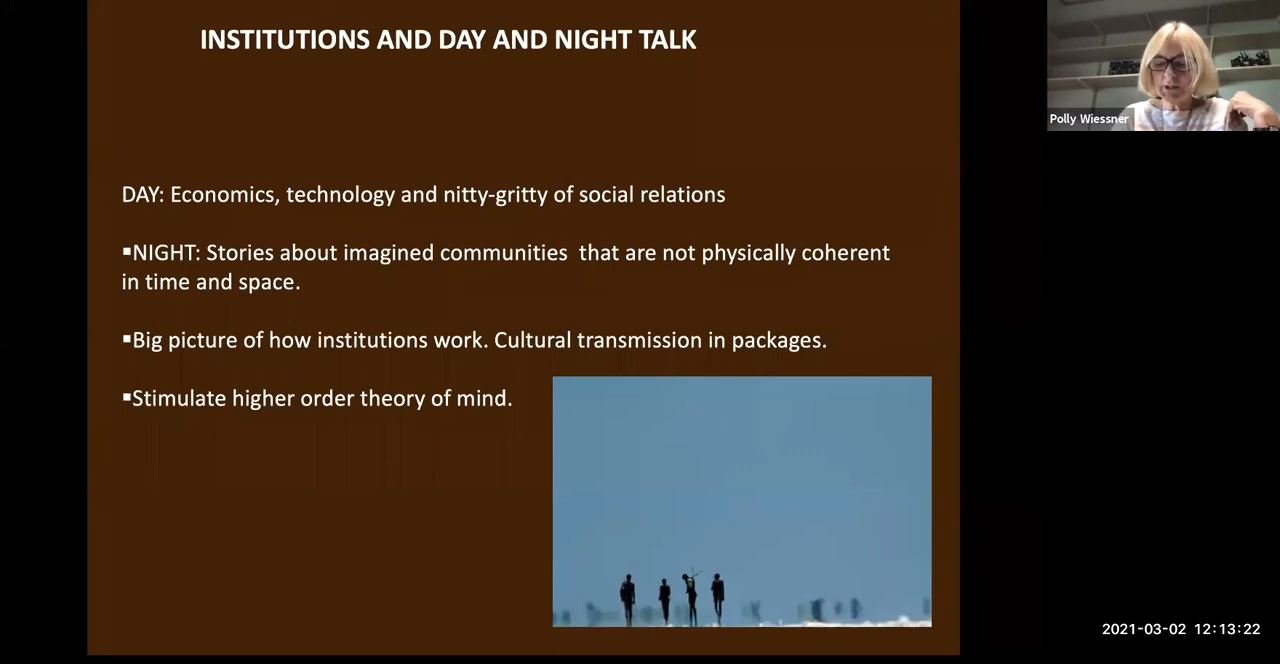 INSTITUTIONS AND DAY AND NIGHT TALK
Polly Wiessner
DAY: Economics, technology and nitty-gritty of social relations
▪NIGHT: Stories about imagined communities  that are not physically coherent
in time and space.
▪Big picture of how institutions work. Cultural transmission in packages.
▪Stimulate higher order theory of mind.
2021-03-02 12:13:22